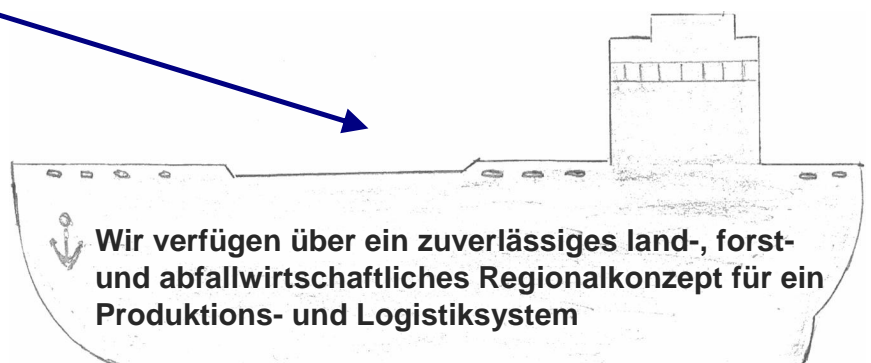 Wir verfügen über ein zuverlässiges land-, forst-
und abfallwirtschaftliches Regionalkonzept für ein
Produktions- und Logistiksystem